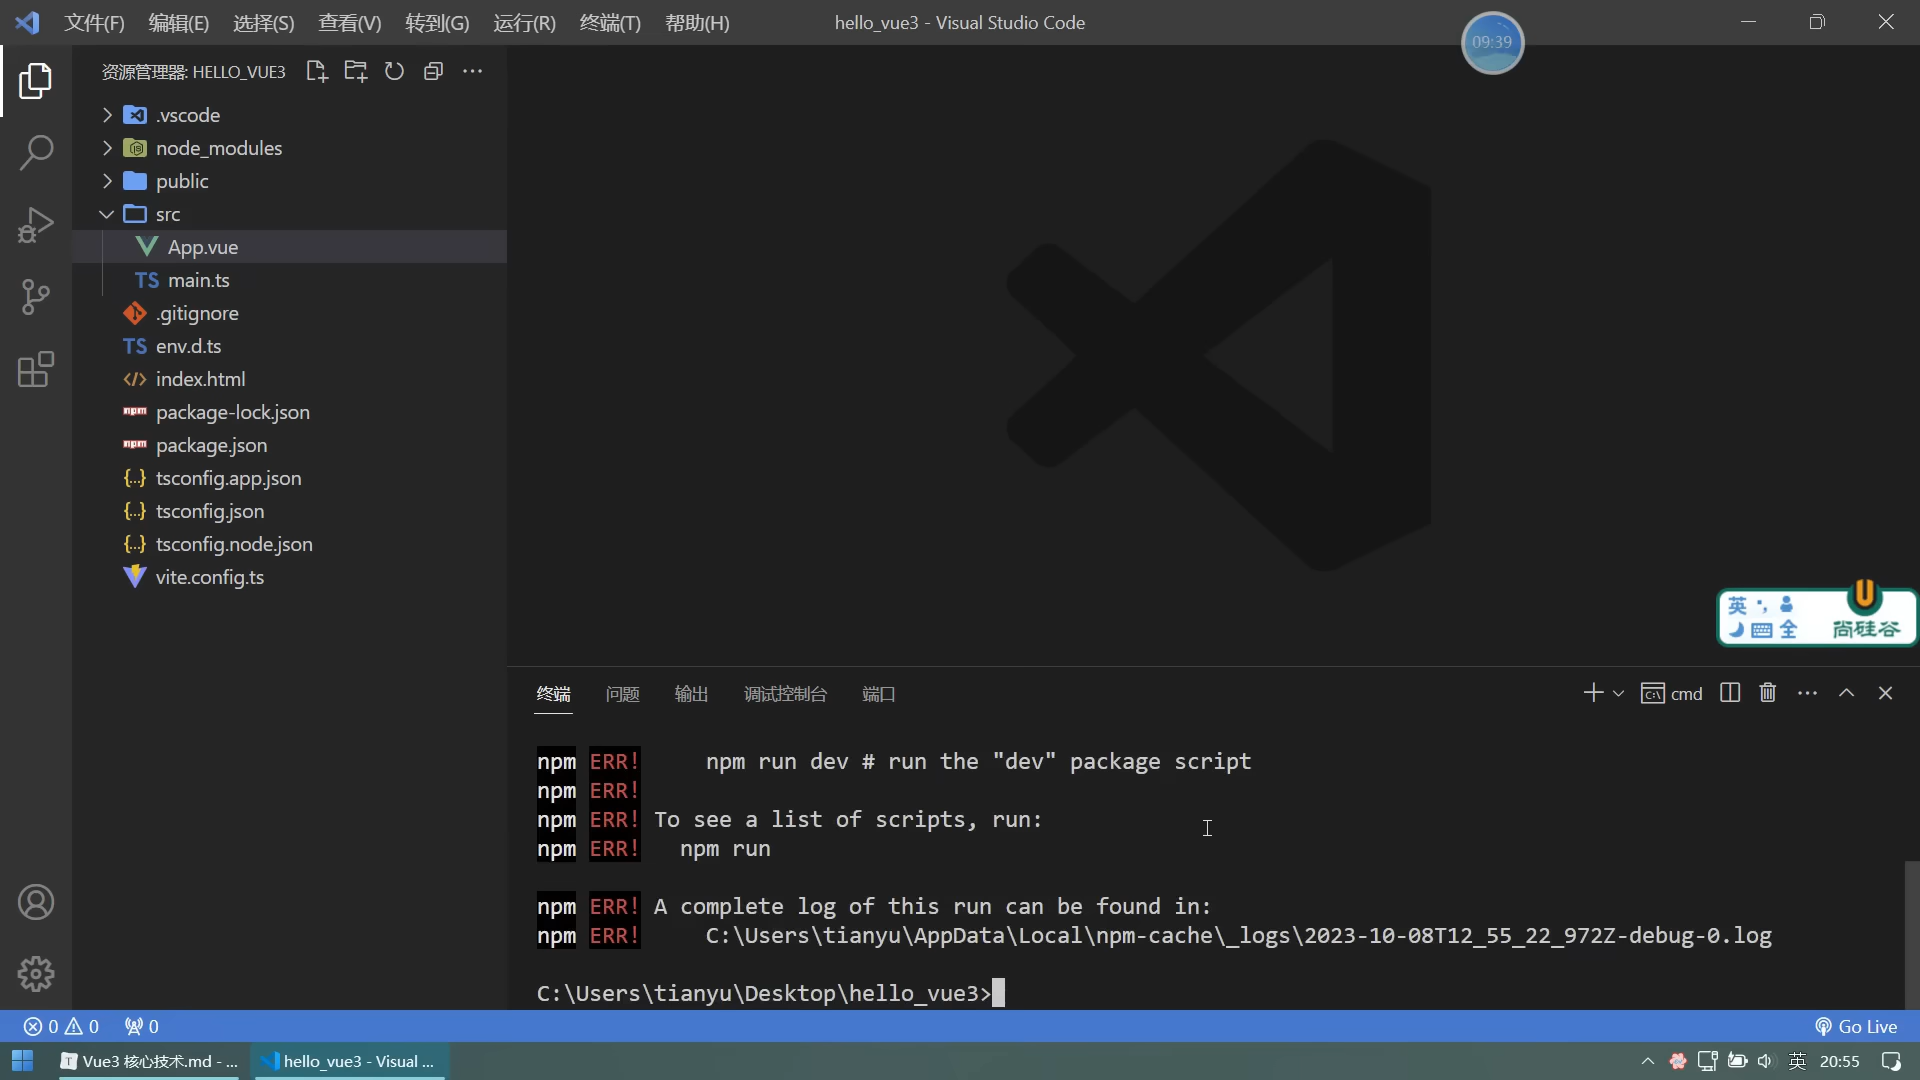 文件(F) 编辑(E) 选择(S) 查看(V) 转到(G) 运行(R) 终端(T) 帮助(H) hello_vue3 - Visual Studio Code
09:39
资源管理器: HELLO_VUE3
.vscode
node_modules
public
src
App.vue
TS main.ts
.gitignore
TS env.d.ts
index.html
npm package-lock.json
npm package.json
{..} tsconfig.app.json
{..} tsconfig.json
{..} tsconfig.node.json
vite.config.ts
英 ·,
全 尚硅谷
终端 问题 输出 调试控制台 端口 cmd
npm ERR! npm run dev # run the "dev" package script
npm ERR!
npm ERR! To see a list of scripts, run:
npm ERR! npm run
npm ERR! A complete log of this run can be found in:
npm ERR! C:\Users\tianyu\AppData\Local\npm-cache\_logs\2023-10-08T12_55_22_972Z-debug-0.log
C:\Users\tianyu\Desktop\hello_vue3>
0 0 0 Go Live
T Vue3 核心技术.md - ... hello_vue3 - Visual ... 英 20:55